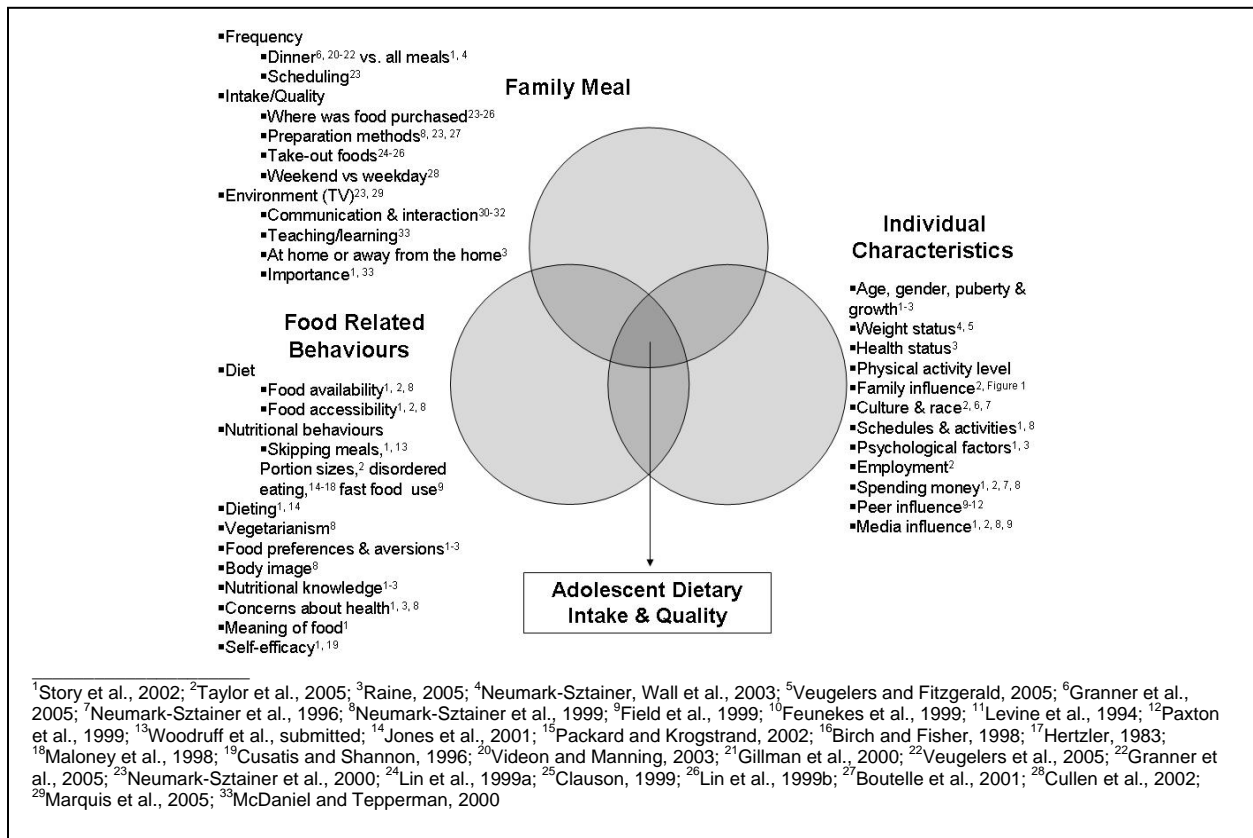 ▪Frequency
▪Dinner6, 20-22 vs. all meals1, 4
▪Scheduling23
▪Intake/Quality
▪Where was food purchased23-26
▪Preparation methods8, 23, 27
▪Take-out foods24-26
▪Weekend vs weekday28
▪Environment (TV)23, 29
▪Communication & interaction30-32
▪Teaching/learning33
▪At home or away from the home3
▪Importance1, 33
Family Meal
Food Related
Behaviours
▪Diet
▪Food availability1, 2, 8
▪Food accessibility1, 2, 8
▪Nutritional behaviours
▪Skipping meals,1, 13
Portion sizes,2 disordered
eating,14-18 fast food use9
▪Dieting1, 14
▪Vegetarianism8
▪Food preferences & aversions1-3
▪Body image8
▪Nutritional knowledge1-3
▪Concerns about health1, 3, 8
▪Meaning of food1
▪Self-efficacy1, 19
Individual
Characteristics
▪Age, gender, puberty &
growth1-3
▪Weight status4, 5
▪Health status3
▪Physical activity level
▪Family influence2, Figure 1
▪Culture & race2, 6, 7
▪Schedules & activities1, 8
▪Psychological factors1, 3
▪Employment2
▪Spending money1, 2, 7, 8
▪Peer influence9-12
▪Media influence1, 2, 8, 9
Adolescent Dietary
Intake & Quality
1Story et al., 2002; 2Taylor et al., 2005; 3Raine, 2005; 4Neumark-Sztainer, Wall et al., 2003; 5Veugelers and Fitzgerald, 2005; 6Granner et al.,
2005; 7Neumark-Sztainer et al., 1996; 8Neumark-Sztainer et al., 1999; 9Field et al., 1999; 10Feunekes et al., 1999; 11Levine et al., 1994; 12Paxton
et al., 1999; 13Woodruff et al., submitted; 14Jones et al., 2001; 15Packard and Krogstrand, 2002; 16Birch and Fisher, 1998; 17Hertzler, 1983;
18Maloney et al., 1998; 19Cusatis and Shannon, 1996; 20Videon and Manning, 2003; 21Gillman et al., 2000; 22Veugelers et al., 2005; 22Granner
et al., 2005; 23Neumark-Sztainer et al., 2000; 24Lin et al., 1999a; 25Clauson, 1999; 26Lin et al., 1999b; 27Boutelle et al., 2001; 28Cullen et al., 2002;
29Marquis et al., 2005; 33McDaniel and Tepperman, 2000